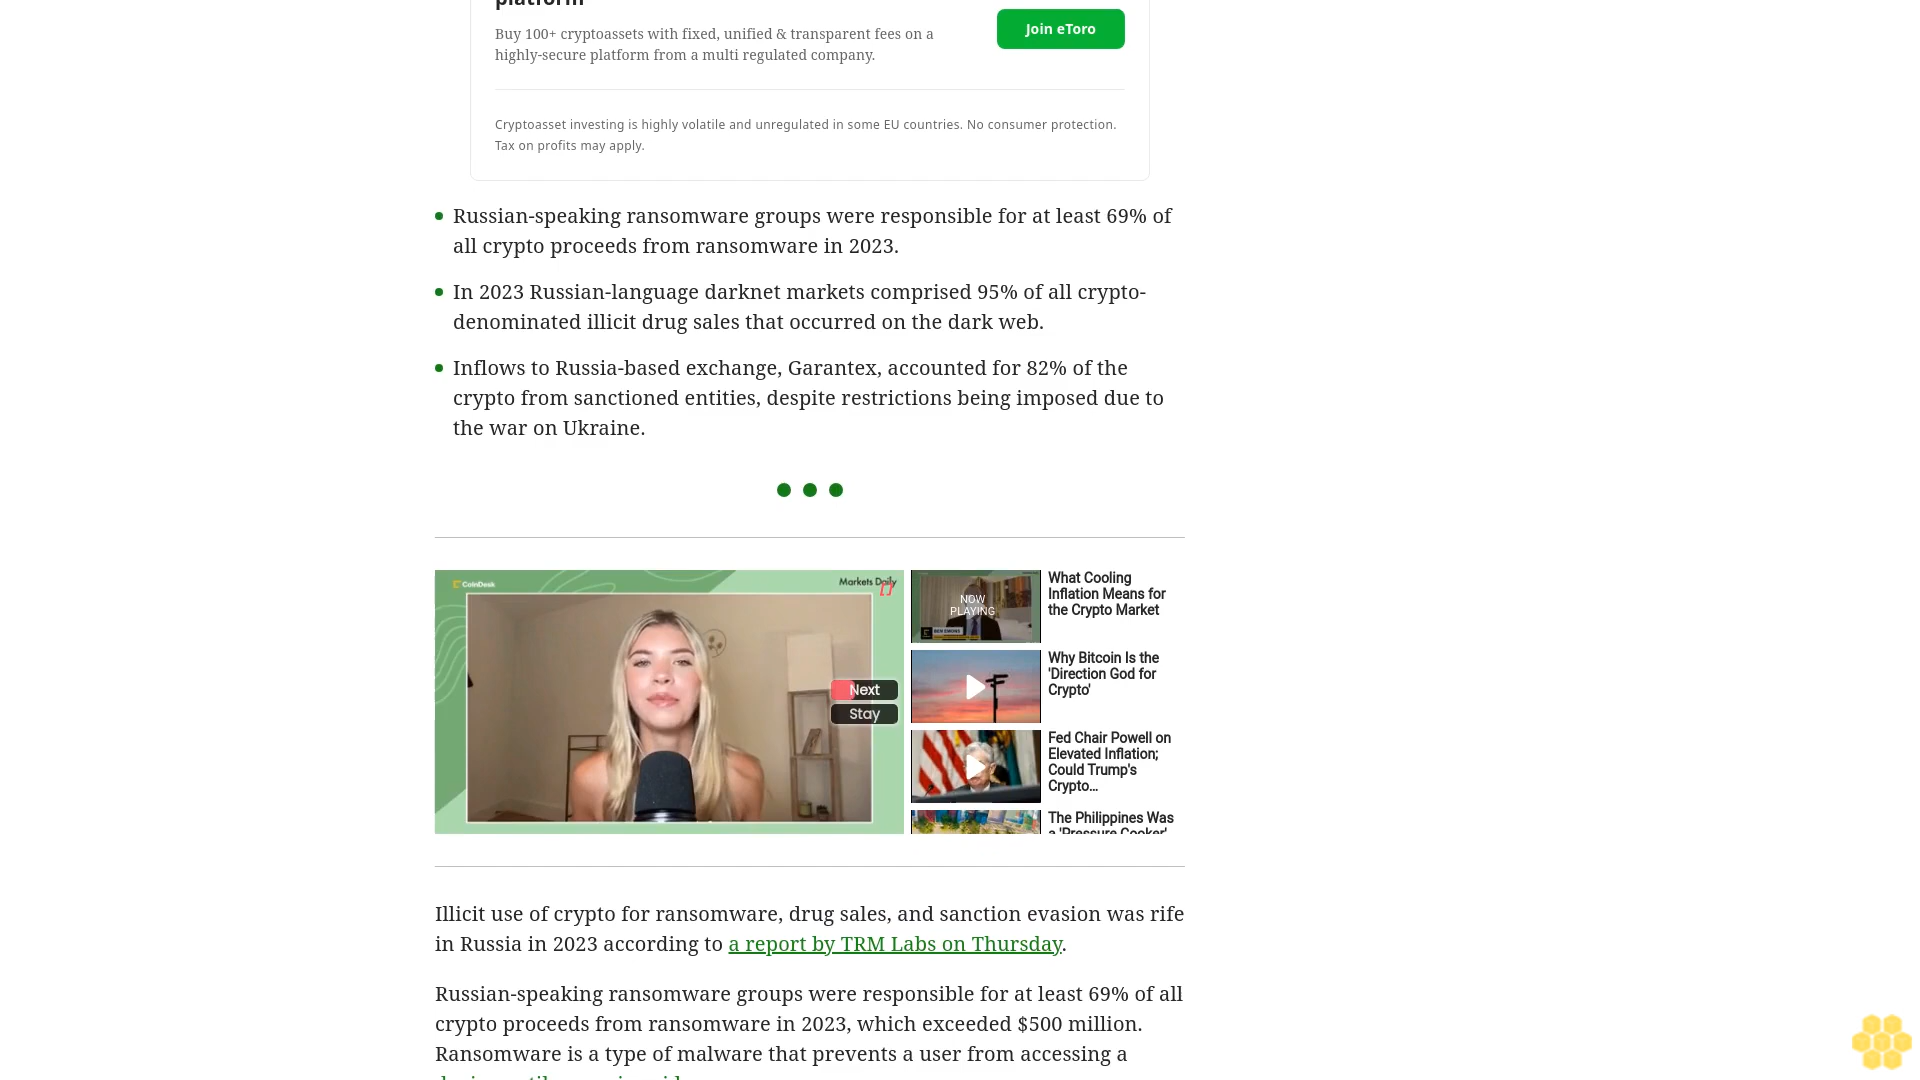 platform
Buy 100+ cryptoassets with fixed, unified & transparent fees on a
highly-secure platform from a multi regulated company.
Join eToro
Cryptoasset investing is highly volatile and unregulated in some EU countries. No consumer protection.
Tax on profits may apply.
Russian-speaking ransomware groups were responsible for at least 69% of
all crypto proceeds from ransomware in 2023.
In 2023 Russian-language darknet markets comprised 95% of all crypto-
denominated illicit drug sales that occurred on the dark web.
Inflows to Russia-based exchange, Garantex, accounted for 82% of the
crypto from sanctioned entities, despite restrictions being imposed due to
the war on Ukraine.
CoinDesk
Markets Daily
Next
Stay
NOW
PLAYING
BEN EMONS
What Cooling
Inflation Means for
the Crypto Market
Why Bitcoin Is the
'Direction God for
Crypto'
Fed Chair Powell on
Elevated Inflation;
Could Trump's
Crypto...
The Philippines Was
a 'Pressure Cooker'
Illicit use of crypto for ransomware, drug sales, and sanction evasion was rife
in Russia in 2023 according to a report by TRM Labs on Thursday.
Russian-speaking ransomware groups were responsible for at least 69% of all
crypto proceeds from ransomware in 2023, which exceeded $500 million.
Ransomware is a type of malware that prevents a user from accessing a